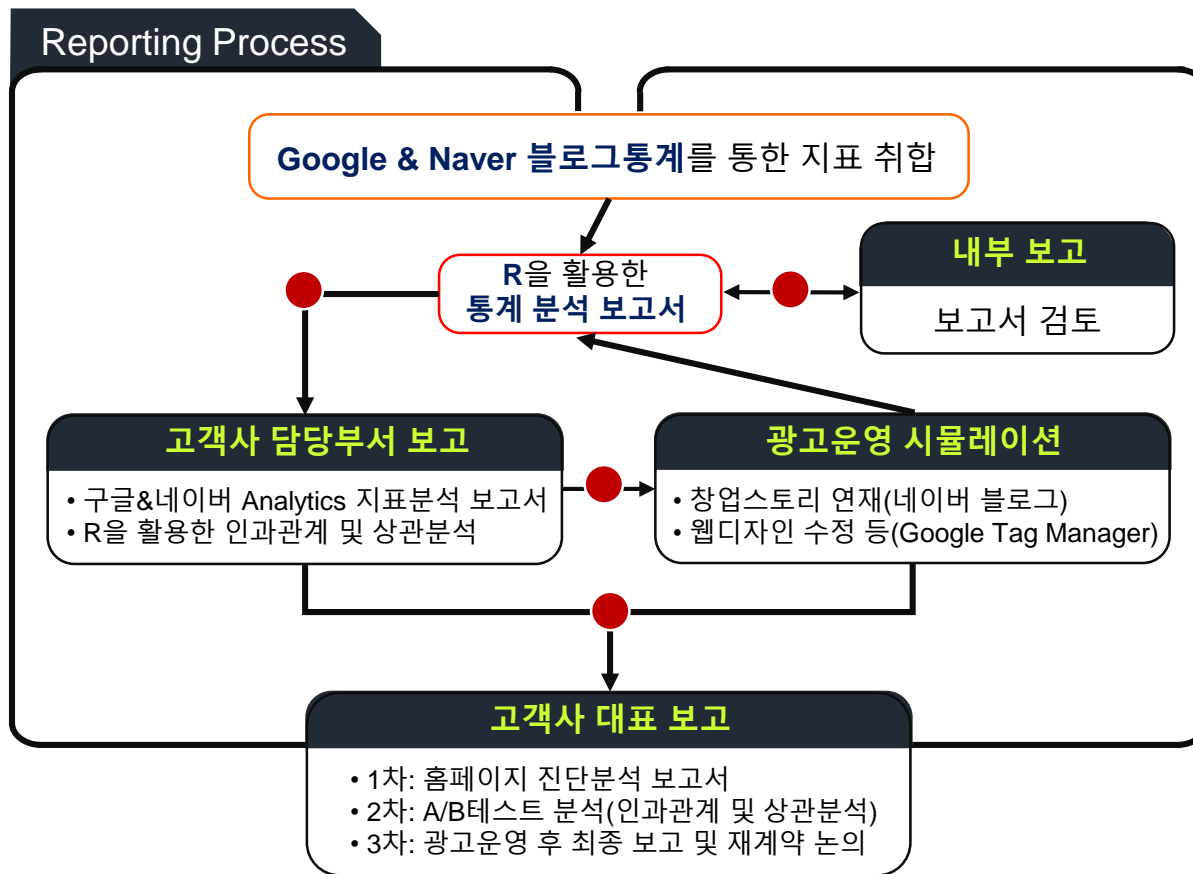 Reporting Process
Google & Naver 블로그통계를 통한 지표 취합
R을 활용한
통계 분석 보고서
내부 보고
보고서 검토
고객사 담당부서 보고
• 구글&네이버 Analytics 지표분석 보고서
• R을 활용한 인과관계 및 상관분석
광고운영 시뮬레이션
• 창업스토리 연재(네이버 블로그)
• 웹디자인 수정 등(Google Tag Manager)
고객사 대표 보고
• 1차: 홈페이지 진단분석 보고서
• 2차: A/B테스트 분석(인과관계 및 상관분석)
• 3차: 광고운영 후 최종 보고 및 재계약 논의